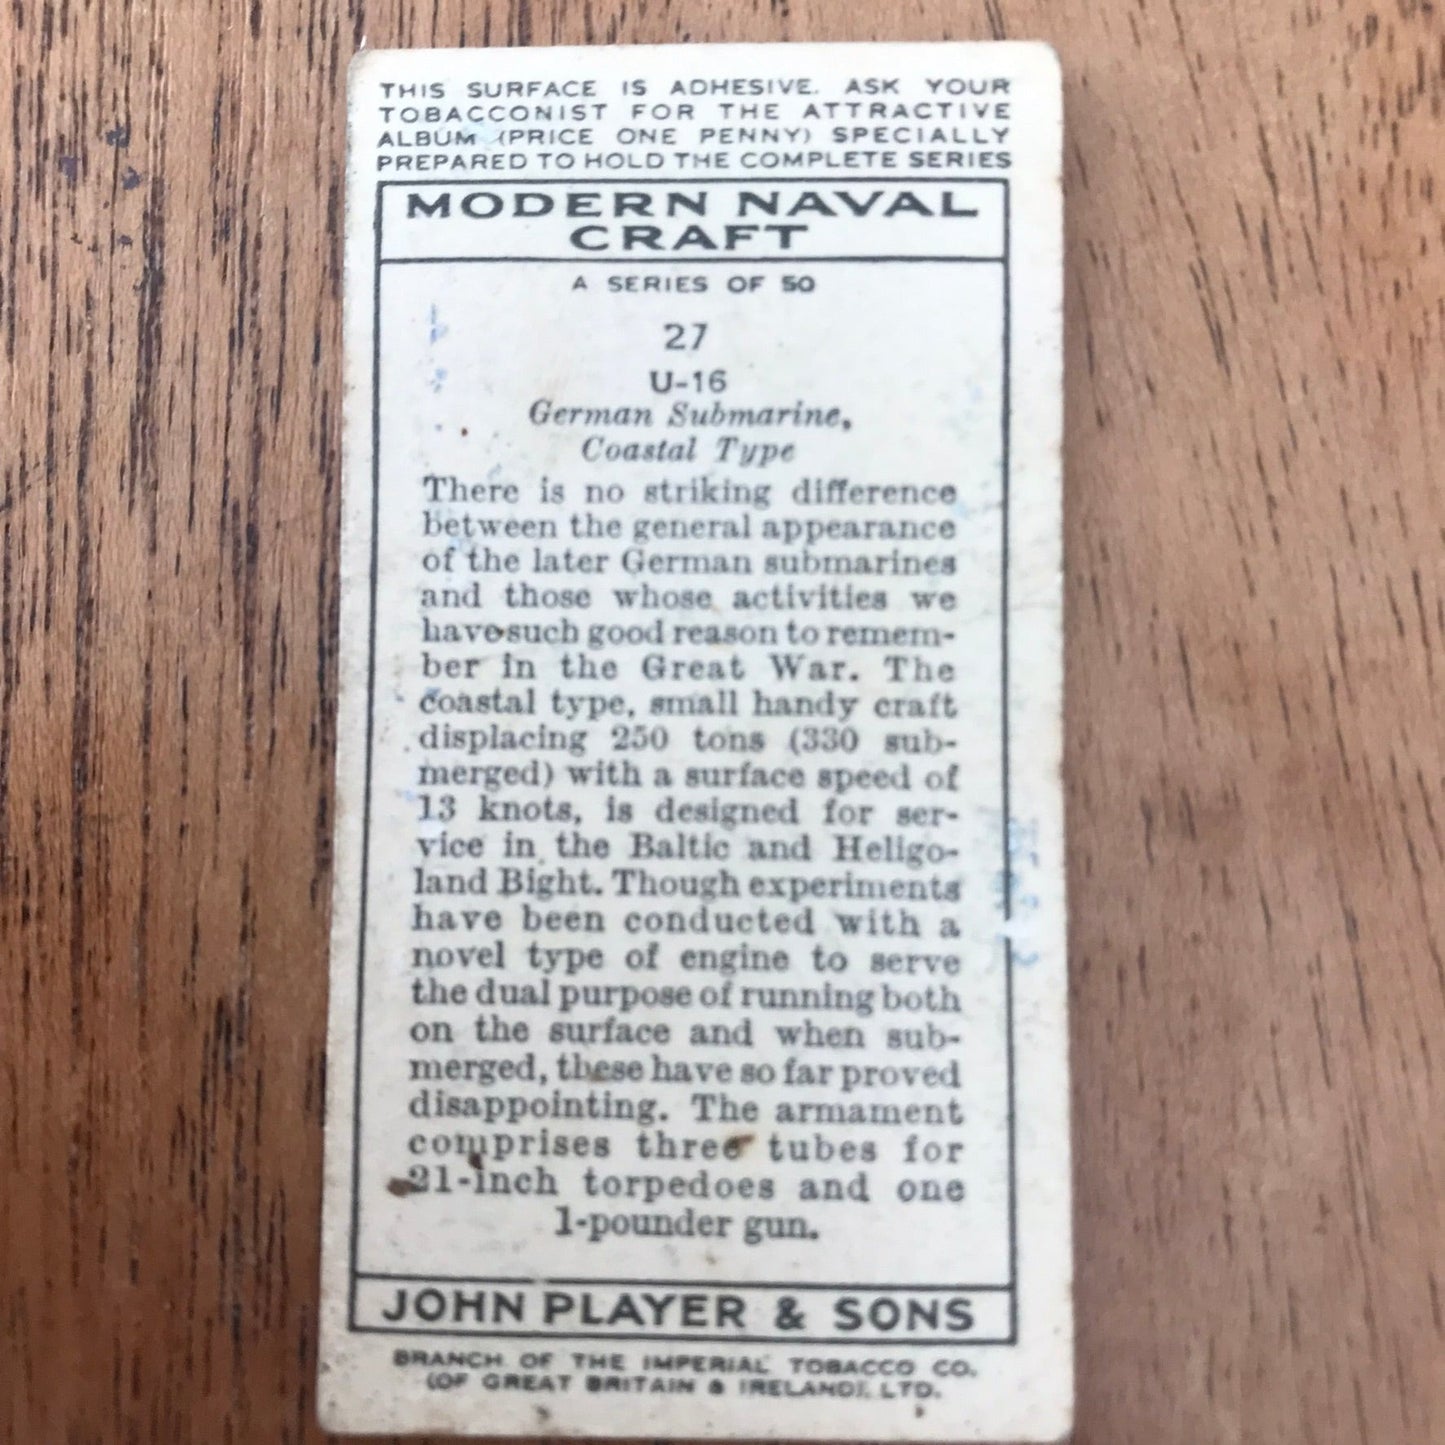 THIS SURFACE IS ADHESIVE. ASK YOUR
TOBACCONIST FOR THE ATTRACTIVE
ALBUM (PRICE ONE PENNY) SPECIALLY
PREPARED TO HOLD THE COMPLETE SERIES
MODERN NAVAL
CRAFT
A SERIES OF 50
27
U-16
German Submarine,
Coastal Type
There is no striking difference
between the general appearance
of the later German submarines
and those whose activities we
have such good reason to remem-
ber in the Great War. The
coastal type, small handy craft
displacing 250 tons (330 sub-
merged) with a surface speed of
13 knots, is designed for ser-
vice in the Baltic and Heligo-
land Bight. Though experiments
have been conducted with a
novel type of engine to serve
the dual purpose of running both
on the surface and when sub-
merged, these have so far proved
disappointing. The armament
comprises three tubes for
21-inch torpedoes and one
1-pounder gun.
JOHN PLAYER & SONS
BRANCH OF THE IMPERIAL TOBACCO CO.
(OF GREAT BRITAIN & IRELAND), LTD.